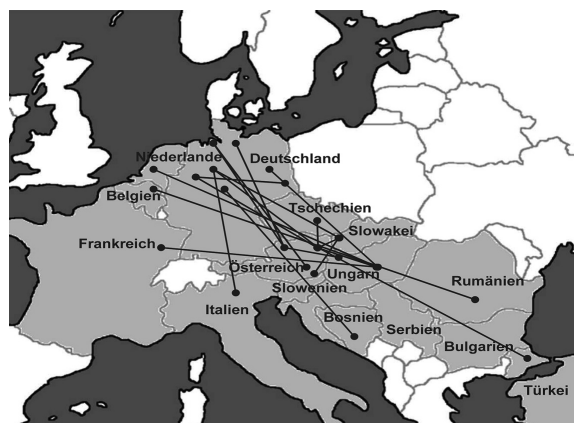 Niederlande
Deutschland
Belgien
Tschechien
Slowakei
Frankreich
Österreich
Ungarn
Slowenien
Rumänien
Italien
Bosnien
Serbien
Bulgarien
Türkei